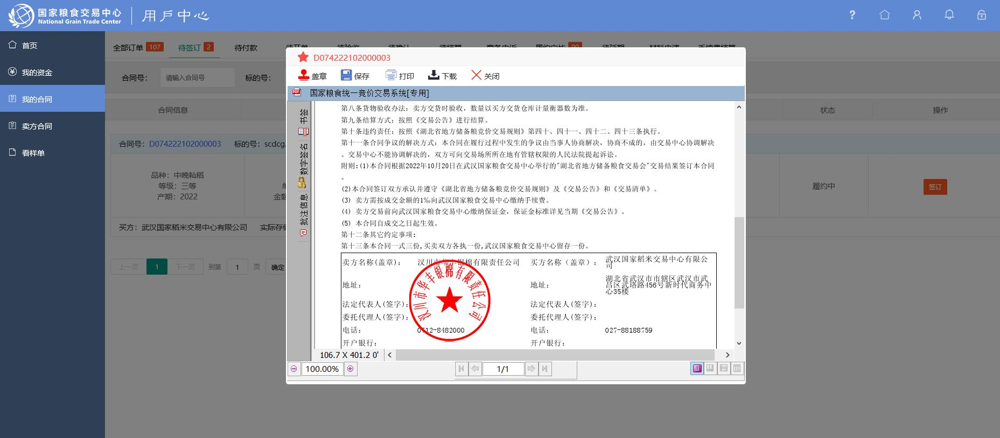 国家粮食交易中心
National Grain Trade Center
用户中心
?
首页
我的资金
我的合同
卖方合同
看样单
全部订单 107
待签订 2
待付款
合同号：
请输入合同号
标的号：
合同信息
状态
操作
合同号：D074222102000003
标的号：scdcg
品种：中晚籼稻
等级：三等
产期：2022
金额
履约中
签订
买方：武汉国家稻米交易中心有限公司
上一页
1
下一页
到第
1
页
确定
D074222102000003
盖章
保存
打印
下载
关闭
国家粮食统一竞价交易系统[专用]
书签
数字签名
批注信息
第八条货物验收办法：卖方交货时验收，数量以买方交货仓库计量衡器数为准。
第九条结算方式：按照《交易公告》进行结算。
第十条违约责任：按照《湖北省地方储备粮竞价交易规则》第四十、四十一、四十二、四十三条执行。
第十一条合同争议的解决方式：本合同在履行过程中发生的争议由当事人协商解决，协商不成的，由交易中心协调解决
。交易中心不能协调解决的，双方可向交易场所所在地有管辖权限的人民法院提起诉讼。
附则:(1)本合同根据2022年10月20日在武汉国家粮食交易中心举行的"湖北省地方储备粮食交易会"交易结果签订本合同
。
(2)本合同签订双方承认并遵守《湖北省地方储备粮竞价交易规则》及《交易公告》和《交易清单》。
(3) 卖方需按成交金额的1‰向武汉国家粮食交易中心缴纳手续费。
(4) 卖方交易前向武汉国家粮食交易中心缴纳保证金，保证金标准详见当期《交易公告》。
(5) 本合同自成交之日起生效。
第十二条其它约定事项：
第十三条本合同一式三份,买卖双方各执一份,武汉国家粮食交易中心留存一份。
卖方名称(盖章)：
汉川市华丰银棉有限责任公司
买方名称（盖章）：
武汉国家稻米交易中心有限公
司
地址：
地址：
湖北省武汉市市辖区武汉市武
昌区武珞路456号新时代商务中
心35楼
法定代表人(签字)：
法定代表人(签字)：
委托代理人(签字)：
委托代理人(签字)：
电话：
0712-8482000
电话：
027-88188759
开户银行：
开户银行：
汉川市华丰银棉有限责任公司
106.7 X 401.2 0'
100.00%
1/1